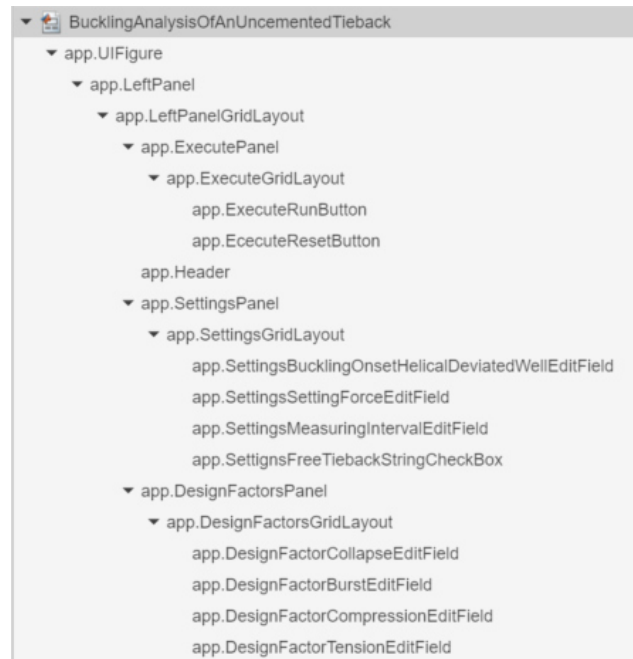 BucklingAnalysisOfAnUncementedTieback
app.UIFigure
app.LeftPanel
app.LeftPanelGridLayout
app.ExecutePanel
app.ExecuteGridLayout
app.ExecuteRunButton
app.EcecuteResetButton
app.Header
app.SettingsPanel
app.SettingsGridLayout
app.SettingsBucklingOnsetHelicalDeviatedWellEditField
app.SettingsSettingForceEditField
app.SettingsMeasuringIntervalEditField
app.SettignsFreeTiebackStringCheckBox
app.DesignFactorsPanel
app.DesignFactorsGridLayout
app.DesignFactorCollapseEditField
app.DesignFactorBurstEditField
app.DesignFactorCompressionEditField
app.DesignFactorTensionEditField